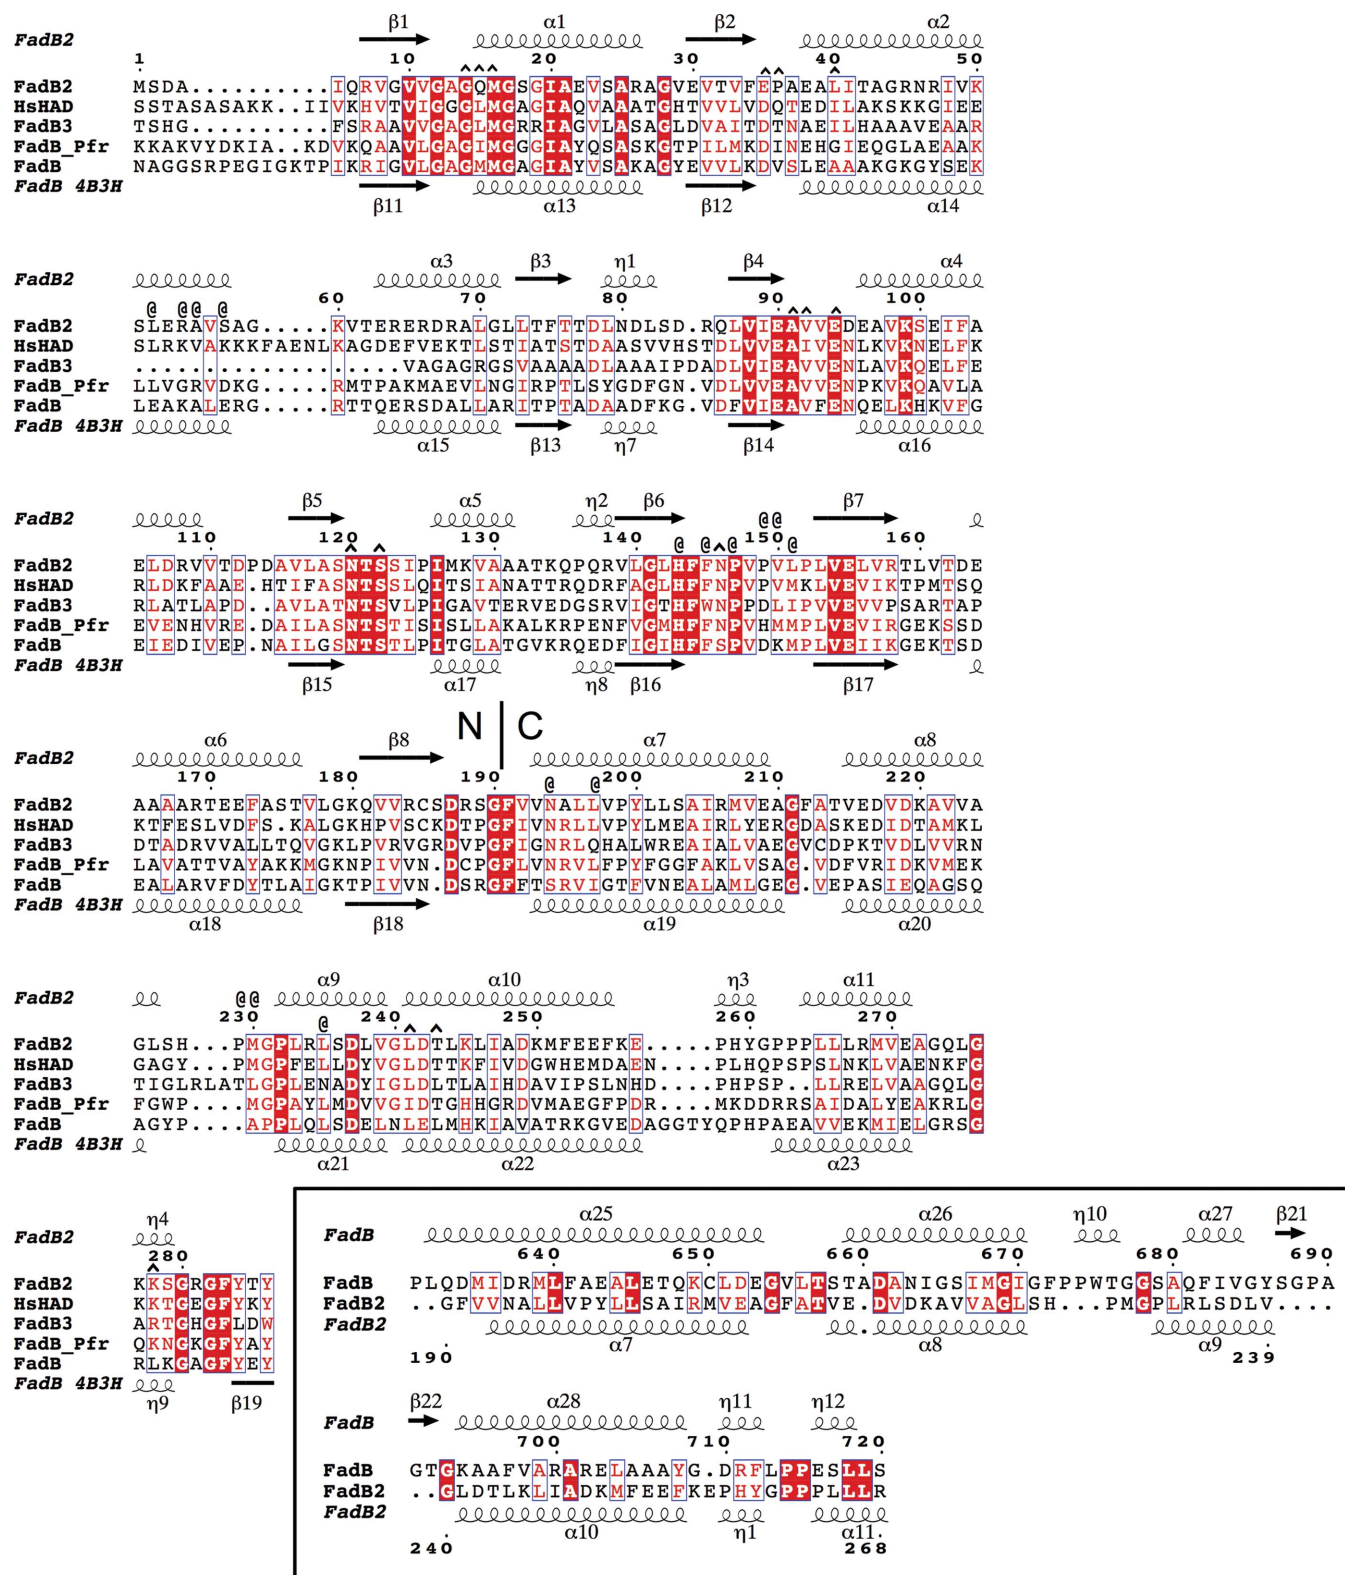 β1 α1 β2 α2
FadB2
1 10 20 30 40 50
^^^ ^^ ^
FadB2 MSDA..........IQRVGVVGAGQMGSGIAEVSARAGVEVTVFEPAEALITAGRNRIVK
HsHAD SSTASASAKK..IIVKHVTVIGGGLMGAGIAQVAAATGHTVVLVDQTEDILAKSKKGIEE
FadB3 TSHG..........FSRAAVVGAGLMGRRIAGVLASAGLDVAITDTNAEILHAAAVEAAR
FadB_Pfr KKAKVYDKIA..KDVKQAAVLGAGIMGGGIAYQSASKGTPILMKDINEHGIEQGLAEAAK
FadB NAGGSRPEGIGKTPIKRIGVLGAGMMGAGIAYVSAKAGYEVVLKDVSLEAAAKGKGYSEK
FadB 4B3H
β11 α13 β12 α14
α3 β3 η1 β4 α4
FadB2
@ @@ @ 60 70 80 90 100
^^ ^
FadB2 SLERAVSAG.....KVTERERDRALGLLTFTTDLNDLSD.RQLVIEAVVEDEAVKSEIFA
HsHAD SLRKVAKKKFAENLKAGDEFVEKTLSTIATSTDAASVVHSTDLVVEAIVENLKVKNELFK
FadB3 ...................VAGAGRGSVAAAADLAAAIPDADLVIEAVVENLAVKQELFE
FadB_Pfr LLVGRVDKG.....RMTPAKMAEVLNGIRPTLSYGDFGN.VDLVVEAVVENPKVKQAVLA
FadB LEAKALERG.....RTTQERSDALLARITPTADAADFKG.VDFVIEAVFENQELKHKVFG
FadB 4B3H
α15 β13 η7 β14 α16
β5 α5 η2 β6 β7
FadB2
@@
110 120 130 140 150 160
^ ^ @ @^@ @
FadB2 ELDRVVTDPDAVLASNTSSIPIMKVAAATKQPQRVLGLHFFNPVPVLPLVELVRTLVTDE
HsHAD RLDKFAAE.HTIFASNTSSLQITSIANATTRQDRFAGLHFFNPVPVMKLVEVIKTPMTSQ
FadB3 RLATLAPD..AVLATNTSVLPIGAVTERVEDGSRVIGTHFWNPPDLIPLVEVVPSARTAP
FadB_Pfr EVENHVRE.DAILASNTSTISISLLAKALKRPENFVGMHFFNPVHMMPLVEVIRGEKSSD
FadB EIEDIVEP.NAILGSNTSTLPITGLATGVKRQEDFIGIHFFSPVDKMPLVEIIKGEKTSD
FadB 4B3H
β15 α17 η8 β16 β17
N C
α6 β8 α7 α8
FadB2
170 180 190 200 210 220
@ @
FadB2 AAAARTEEFASTVLGKQVVRCSDRSGFVVNALLVPYLLSAIRMVEAGFATVEDVDKAVVA
HsHAD KTFESLVDFS.KALGKHPVSCKDTPGFIVNRLLVPYLMEAIRLYERGDASKEDIDTAMKL
FadB3 DTADRVVALLTQVGKLPVRVGRDVPGFIGNRLQHALWREAIALVAEGVCDPKTVDLVVRN
FadB_Pfr LAVATTVAYAKKMGKNPIVVN.DCPGFLVNRVLFPYFGGFAKLVSAG.VDFVRIDKVMEK
FadB EALARVFDYTLAIGKTPIVVN.DSRGFFTSRVIGTFVNEALAMLGEG.VEPASIEQAGSQ
FadB 4B3H
α18 β18 α19 α20
α9 α10 η3 α11
FadB2
@@
230 240 250 260 270
@ ^ ^
FadB2 GLSH...PMGPLRLSDLVGLDTLKLIADKMFEEFKE.....PHYGPPPLLLRMVEAGQLG
HsHAD GAGY...PMGPFELLDYVGLDTTKFIVDGWHEMDAEN....PLHQPSPSLNKLVAENKFG
FadB3 TIGLRLATLGPLENADYIGLDLTLAIHDAVIPSLNHD....PHPSP..LLRELVAAGQLG
FadB_Pfr FGWP....MGPAYLMDVVGIDTGHHGRDVMAEGFPDR....MKDDRRSAIDALYEAKRLG
FadB AGYP....APPLQLSDELNLELMHKIAVATRKGVEDAGGTYQPHPAEAVVEKMIELGRSG
FadB 4B3H
α21 α22 α23
η4
FadB2
280
^
FadB2 KKSGRGFYTY
HsHAD KKTGEGFYKY
FadB3 ARTGHGFLDW
FadB_Pfr QKNGKGFYAY
FadB RLKGAGFYEY
FadB 4B3H
η9 β19
α25 α26 η10 α27 β21
FadB
640 650 660 670 680 690
FadB PLQDMIDRMLFAEALETQKCLDEGVLTSTADANIGSIMGIGFPPWTGGSAQFIVGYSGPA
FadB2 ..GFVVNALLVPYLLSAIRMVEAGFATVE.DVDKAVVAGLSH...PMGPLRLSDLV....
FadB2
α7 α8 α9
190 239
β22 α28 η11 η12
FadB
700 710 720
FadB GTGKAAFVARARELAAAYG.DRFLPPESLLS
FadB2 ..GLDTLKLIADKMFEEFKEPHYGPPPLLLR
FadB2
α10 η1 α11
240 268